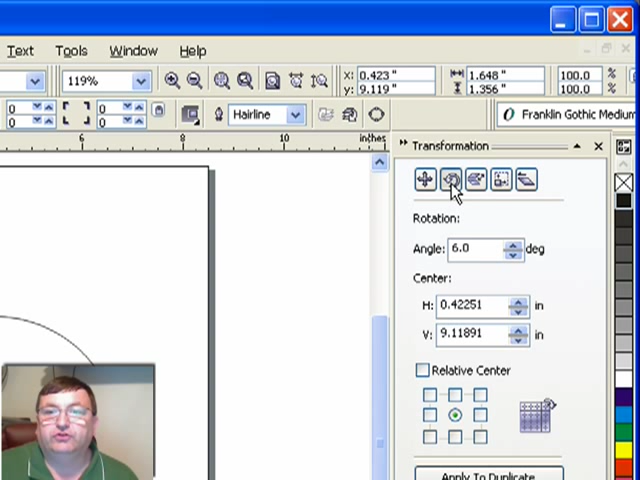 Text Tools Window Help
119% x: 0.423 " 1.648 " 100.0 %
y: 9.119 " 1.356 " 100.0 %
0 0 Hairline Franklin Gothic Medium
0 0
6 8 10 inches
Transformation
Rotation:
Angle: 6.0 deg
Center:
H: 0.42251 in
V: 9.11891 in
Relative Center
Apply To Duplicate